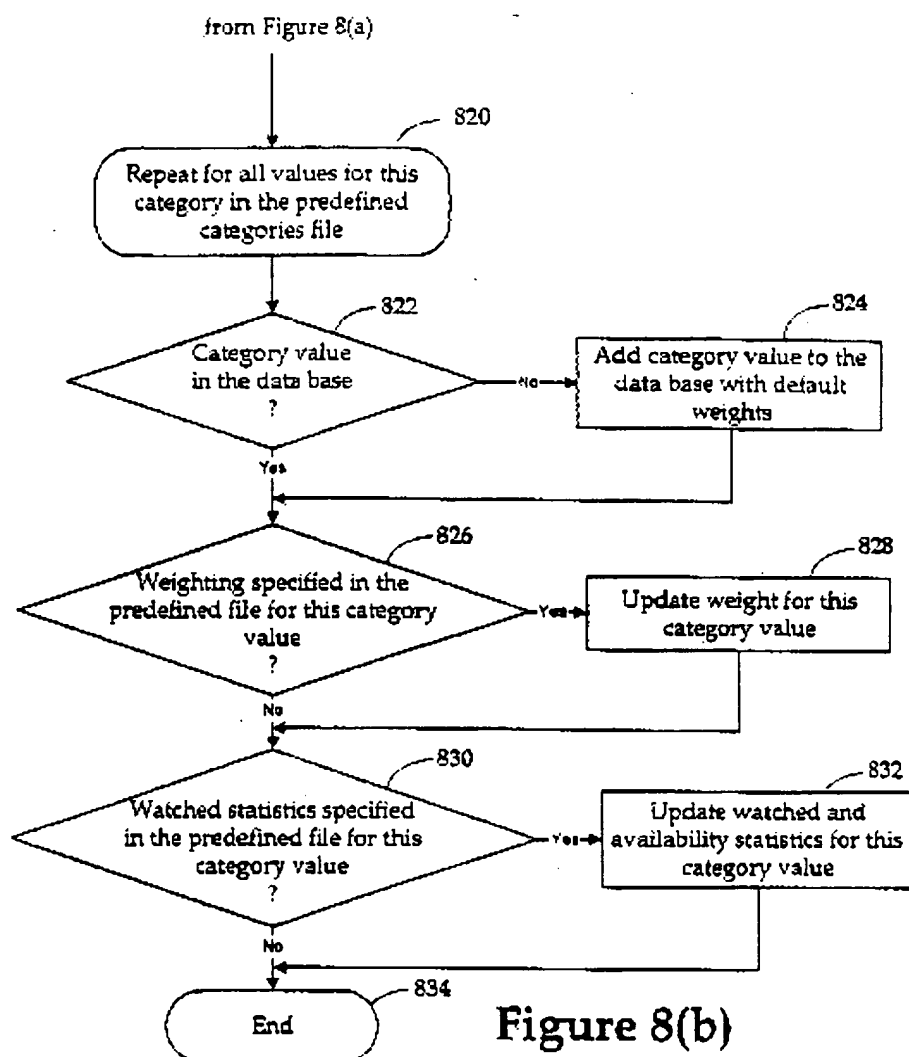 from Figure 8(a)
820
Repeat for all values for this
category in the predefined
categories file
822
Category value
in the data base
?
No
824
Add category value to the
data base with default
weights
Yes
826
Weighting specified in the
predefined file for this category
value
?
Yes
828
Update weight for this
category value
No
830
Watched statistics specified
in the predefined file for this
category value
?
Yes
832
Update watched and
availability statistics for this
category value
No
834
End
Figure 8(b)